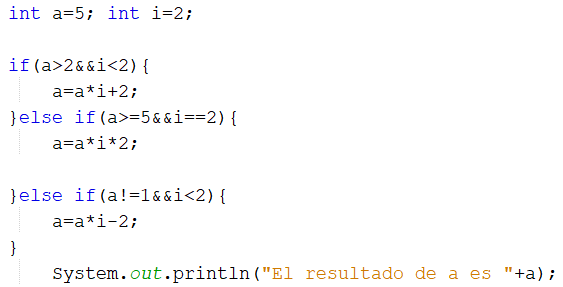 int a=5; int i=2;
if(a>2&&i<2){
a=a*i+2;
}else if(a>=5&&i==2){
a=a*i*2;
}else if(a!=1&&i<2){
a=a*i-2;
}
System.out.println("El resultado de a es "+a);